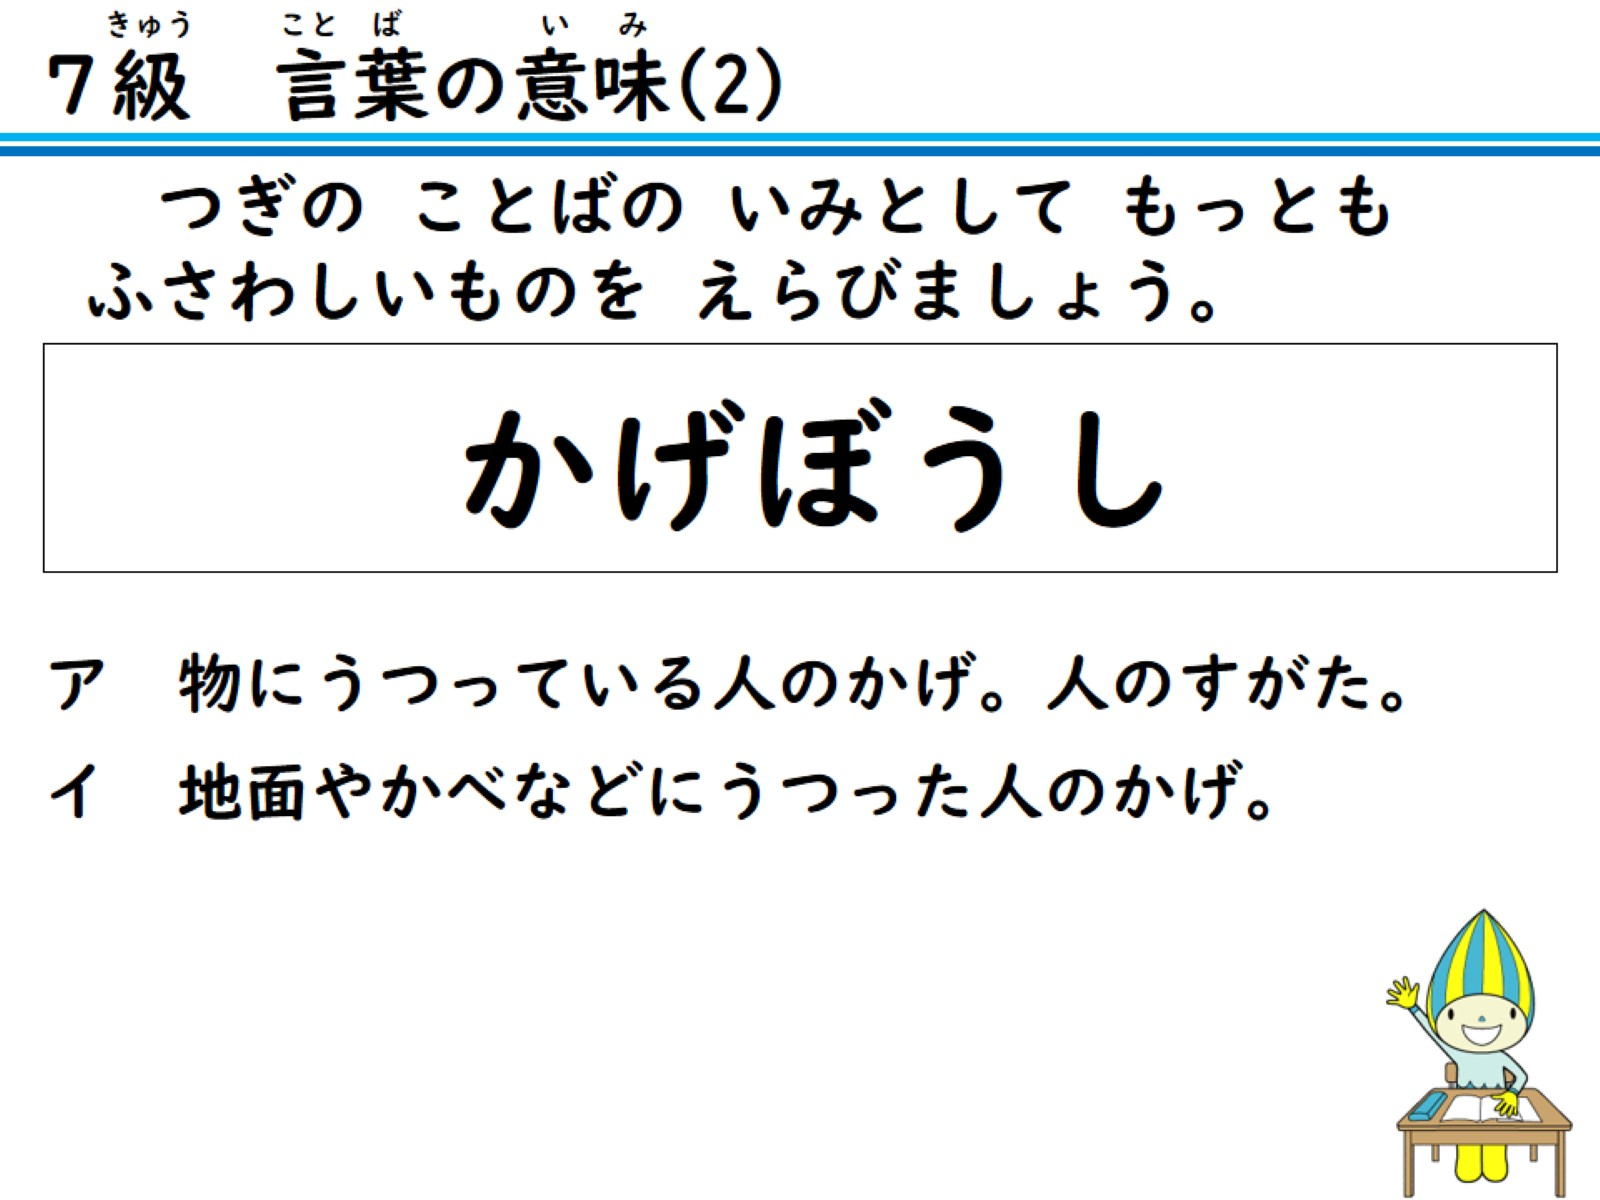 きゅう ことば いみ
7級 言葉の意味(2)
つぎの ことばの いみとして もっとも
ふさわしいものを えらびましょう。
かげぼうし
ア 物にうつっている人のかげ。人のすがた。
イ 地面やかべなどにうつった人のかげ。